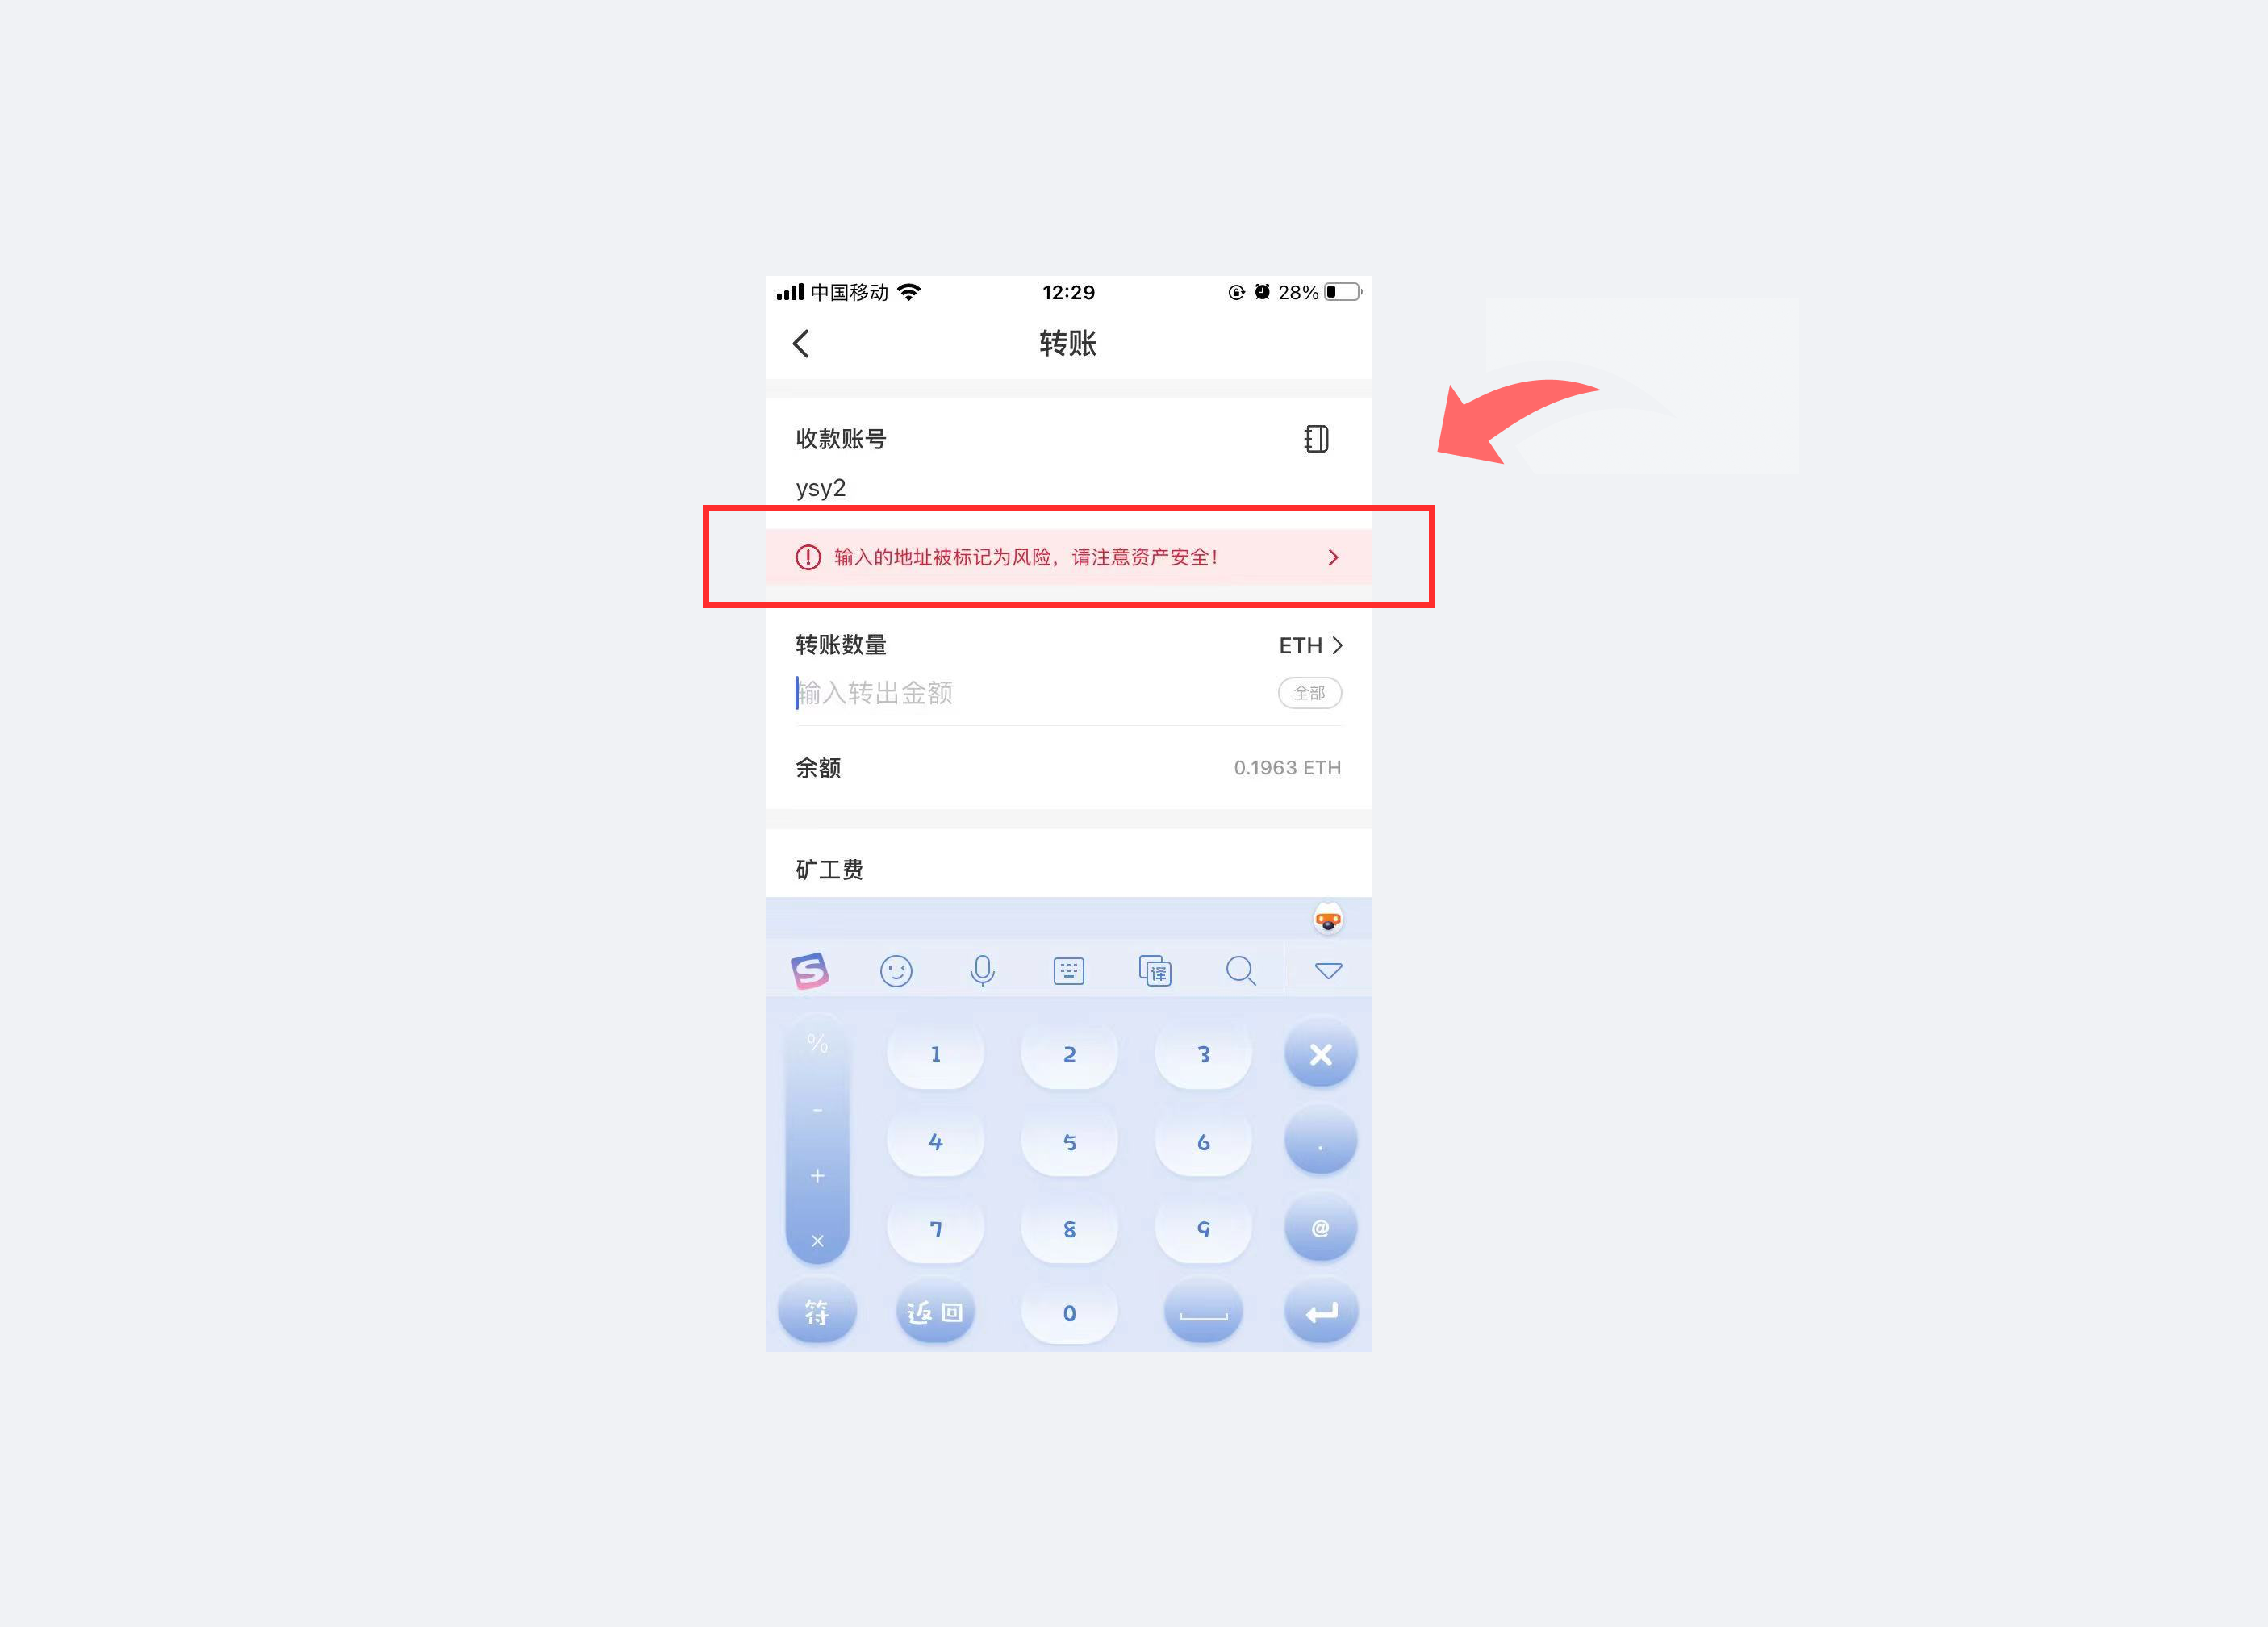 中国移动 12:29 28%
转账
收款账号
ysy2
输入的地址被标记为风险，请注意资产安全！
转账数量 ETH
输入转出金额 全部
余额 0.1963 ETH
矿工费
S 译
% 1 2 3
- 4 5 6 .
+ 7 8 9 @
×
符 返回 0